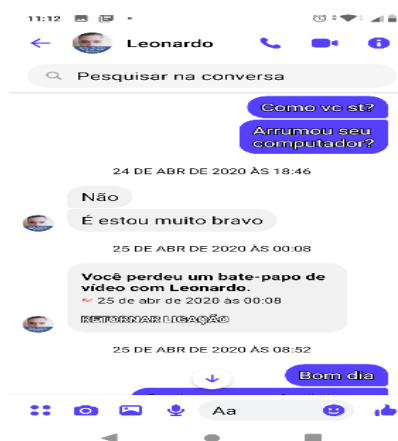 11:12
Leonardo
Pesquisar na conversa
Como vc st?
Arrumou seu
computador?
24 DE ABR DE 2020 ÀS 18:46
Não
É estou muito bravo
25 DE ABR DE 2020 ÀS 00:08
Você perdeu um bate-papo de
vídeo com Leonardo.
25 de abr de 2020 às 00:08
RETORNAR LIGAÇÃO
25 DE ABR DE 2020 ÀS 08:52
Bom dia
Aa